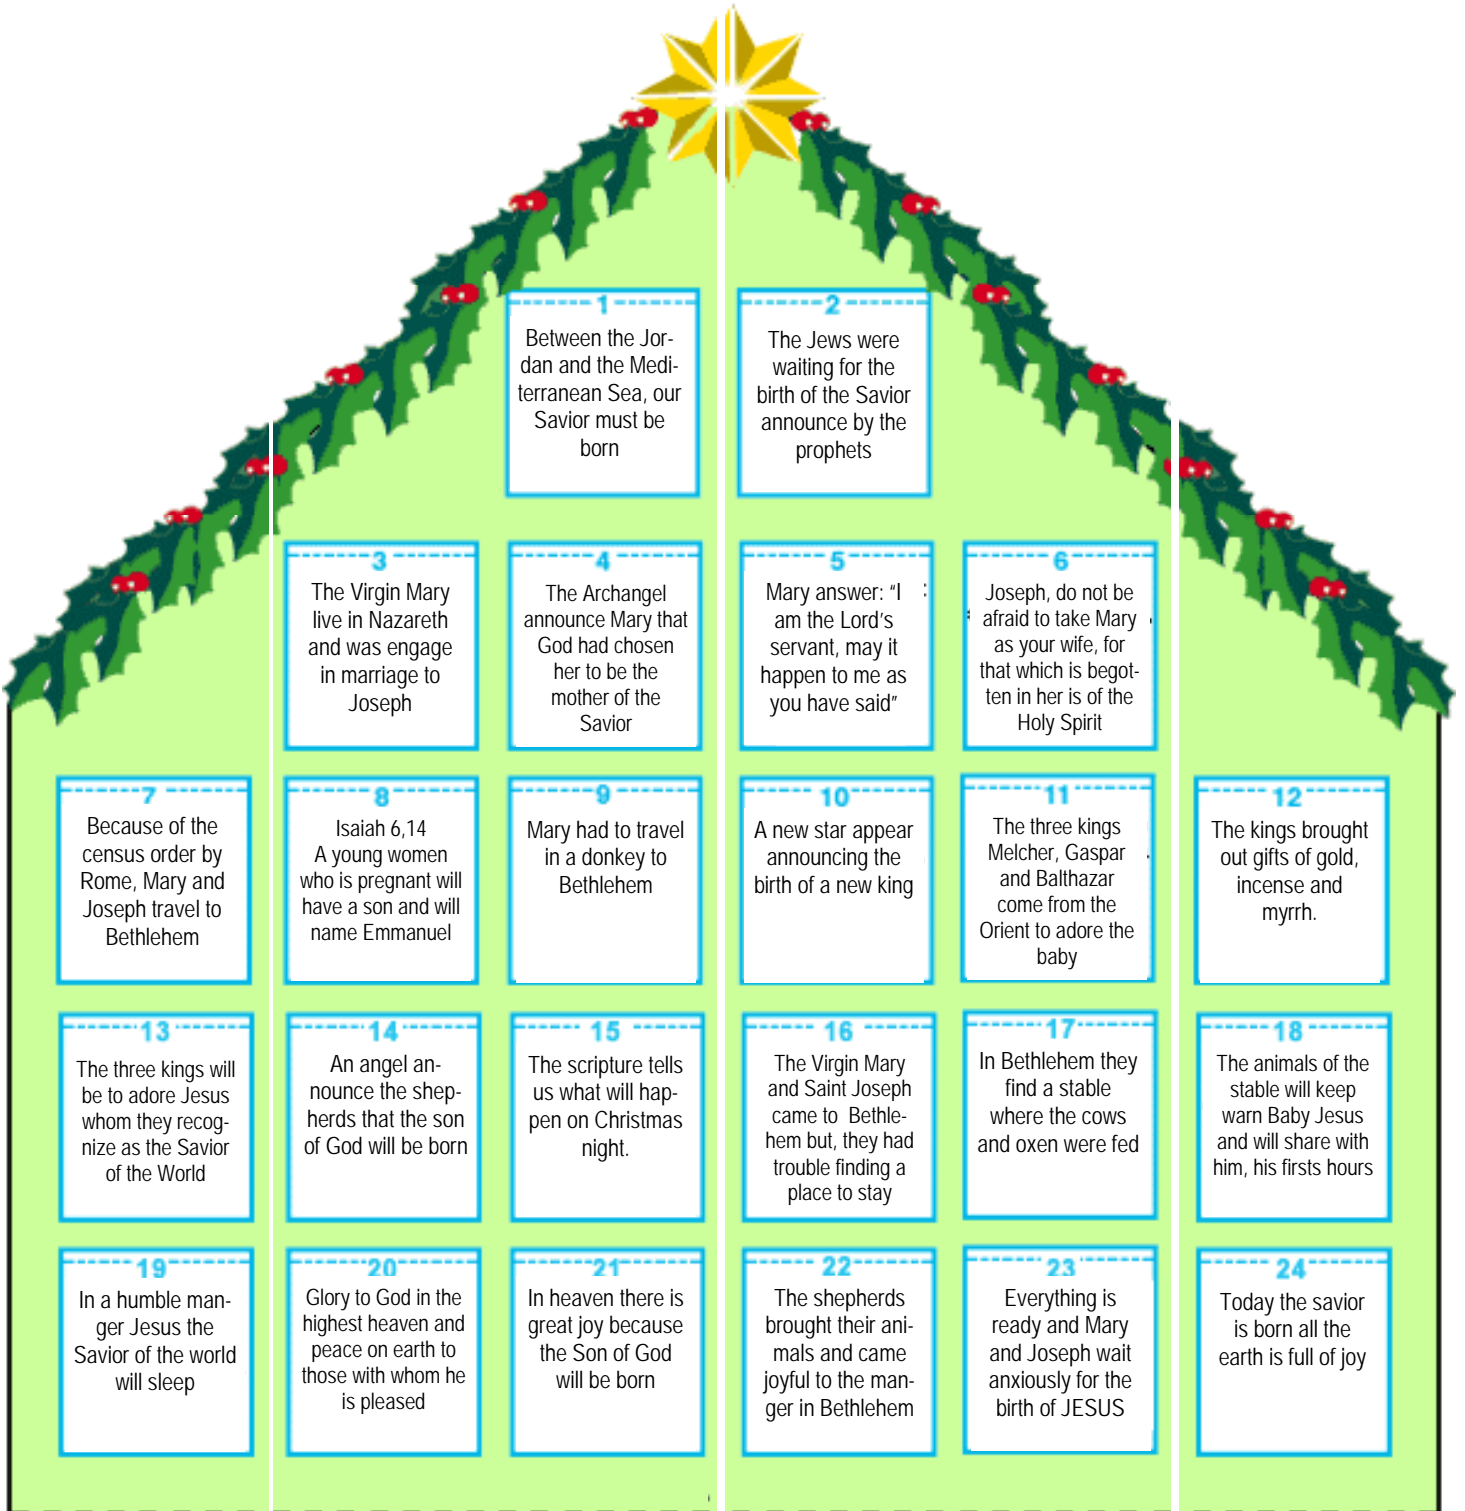 1
Between the Jor-
dan and the Medi-
terranean Sea, our
Savior must be
born
2
The Jews were
waiting for the
birth of the Savior
announce by the
prophets
3
The Virgin Mary
live in Nazareth
and was engage
in marriage to
Joseph
4
The Archangel
announce Mary that
God had chosen
her to be the
mother of the
Savior
5
Mary answer: “I
am the Lord’s
servant, may it
happen to me as
you have said”
6
Joseph, do not be
afraid to take Mary
as your wife, for
that which is begot-
ten in her is of the
Holy Spirit
7
Because of the
census order by
Rome, Mary and
Joseph travel to
Bethlehem
8
Isaiah 6,14
A young women
who is pregnant will
have a son and will
name Emmanuel
9
Mary had to travel
in a donkey to
Bethlehem
10
A new star appear
announcing the
birth of a new king
11
The three kings
Melcher, Gaspar
and Balthazar
come from the
Orient to adore the
baby
12
The kings brought
out gifts of gold,
incense and
myrrh.
13
The three kings will
be to adore Jesus
whom they recog-
nize as the Savior
of the World
14
An angel an-
nounce the shep-
herds that the son
of God will be born
15
The scripture tells
us what will hap-
pen on Christmas
night.
16
The Virgin Mary
and Saint Joseph
came to Bethle-
hem but, they had
trouble finding a
place to stay
17
In Bethlehem they
find a stable
where the cows
and oxen were fed
18
The animals of the
stable will keep
warn Baby Jesus
and will share with
him, his firsts hours
19
In a humble man-
ger Jesus the
Savior of the world
will sleep
20
Glory to God in the
highest heaven and
peace on earth to
those with whom he
is pleased
21
In heaven there is
great joy because
the Son of God
will be born
22
The shepherds
brought their ani-
mals and came
joyful to the man-
ger in Bethlehem
23
Everything is
ready and Mary
and Joseph wait
anxiously for the
birth of JESUS
24
Today the savior
is born all the
earth is full of joy